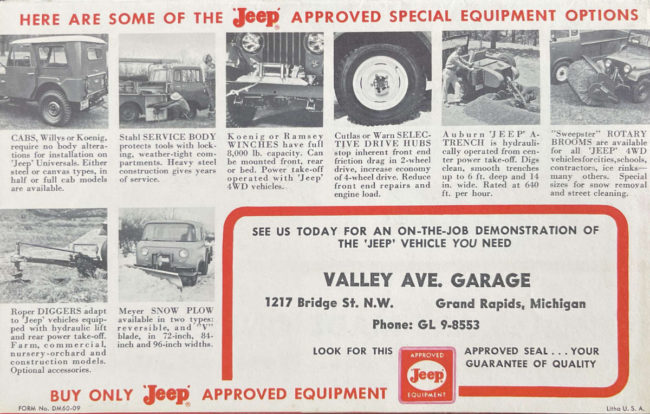 HERE ARE SOME OF THE 'Jeep' APPROVED SPECIAL EQUIPMENT OPTIONS
CABS, Willys or Koenig,
require no body altera-
tions for installation on
'Jeep' Universals. Either
steel or canvas types, in
half or full cab models
are available.
Stahl SERVICE BODY
protects tools with lock-
ing, weather-tight com-
partments. Heavy steel
construction gives years
of service.
Koenig or Ramsey
WINCHES have full
8,000 lb. capacity. Can
be mounted front, rear
or bed. Power take-off
operated with 'Jeep'
4WD vehicles.
Cutlas or Warn SELEC-
TIVE DRIVE HUBS
stop inherent front end
friction drag in 2-wheel
drive, increase economy
of 4-wheel drive. Reduce
front end repairs and
engine load.
Auburn 'JEEP' A-
TRENCH is hydrauli-
cally operated from cen-
ter power take-off. Digs
clean, smooth trenches
up to 6 ft. deep and 14
in. wide. Rated at 640
ft. per hour.
"Sweepster" ROTARY
BROOMS are available
for all 'JEEP' 4WD
vehicles for cities, schools,
contractors, ice rinks—
many others. Special
sizes for snow removal
and street cleaning.
Roper DIGGERS adapt
to 'Jeep' vehicles equip-
ped with hydraulic lift
and rear power take-off.
Farm, commercial,
nursery-orchard and
construction models.
Optional accessories.
Meyer SNOW PLOW
available in two types:
reversible, and "V"
blade, in 72-inch, 84-
inch and 96-inch widths.
SEE US TODAY FOR AN ON-THE-JOB DEMONSTRATION OF
THE 'JEEP' VEHICLE YOU NEED
VALLEY AVE. GARAGE
1217 Bridge St. N.W. Grand Rapids, Michigan
Phone: GL 9-8553
LOOK FOR THIS
APPROVED
Jeep
EQUIPMENT
APPROVED SEAL...YOUR
GUARANTEE OF QUALITY
BUY ONLY 'Jeep' APPROVED EQUIPMENT
FORM No. DM60-09
Litho U. S. A.